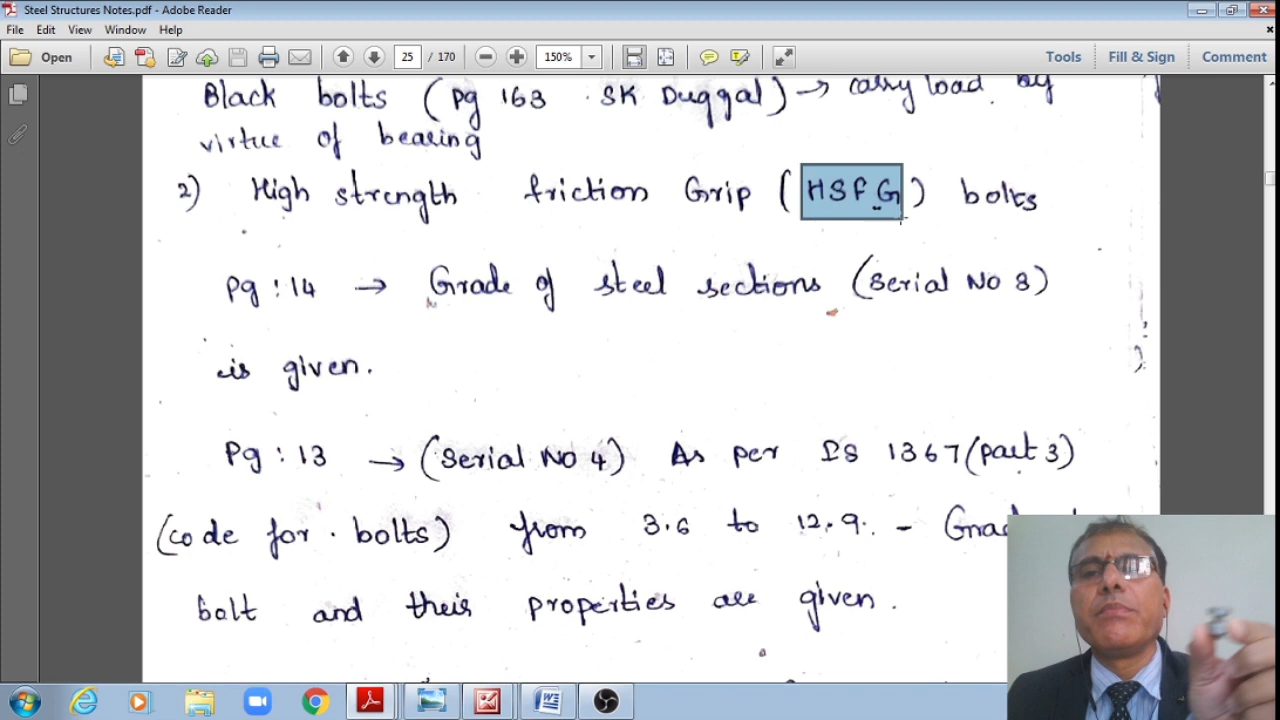 Steel Structures Notes.pdf - Adobe Reader
File Edit View Window Help
Open 25 / 170 150% Tools Fill & Sign Comment
Black bolts (Pg 163 . SK Duggal) → carry load by
virtue of bearing
2) High strength friction Grip (HSFG) bolts
Pg : 14 → Grade of steel sections (Serial No 8)
is given.
Pg : 13 → (Serial No 4) As per IS 1367 (part 3)
(code for . bolts) from 3.6 to 12.9. -
bolt and their properties are given.